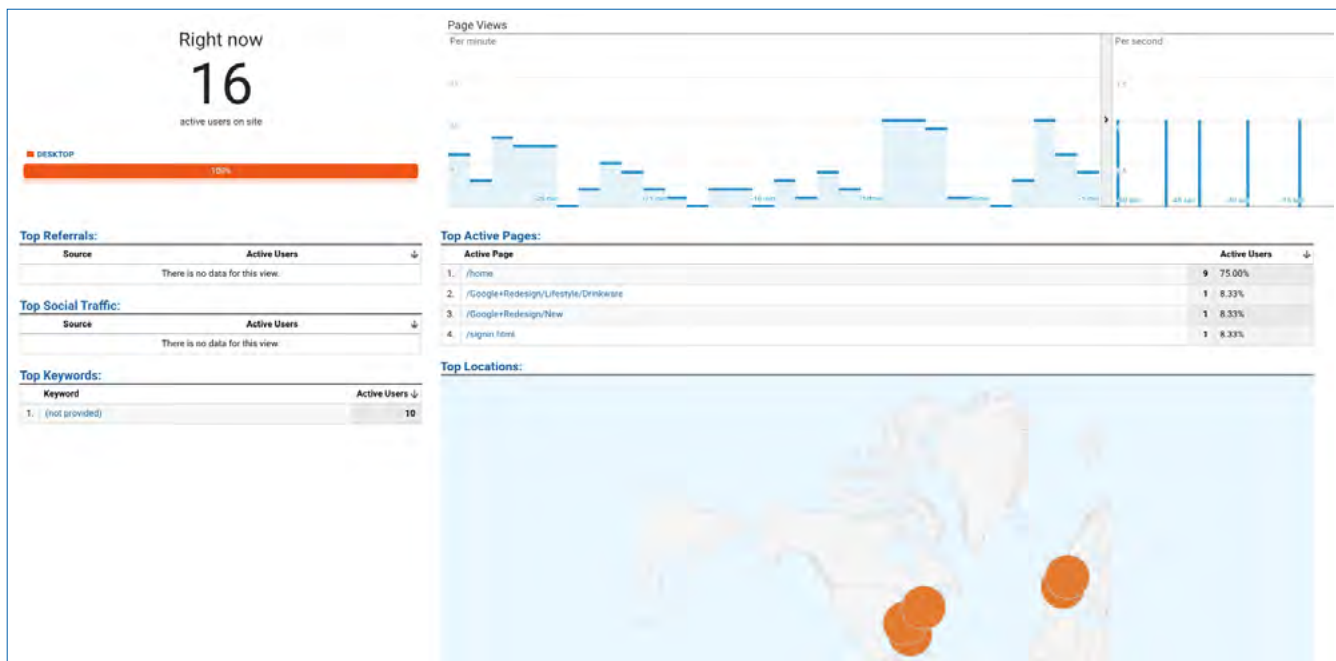 Right now
16
active users on site
DESKTOP
100%
Page Views
Per minute
Per second
Top Referrals:
Source Active Users
There is no data for this view.
Top Social Traffic:
Source Active Users
There is no data for this view
Top Keywords:
Keyword Active Users
1. (not provided) 10
Top Active Pages:
Active Page Active Users
1. /home 9 75.00%
2. /Google+Redesign/Lifestyle/Drinkware 1 8.33%
3. /Google+Redesign/New 1 8.33%
4. /signin.html 1 8.33%
Top Locations: